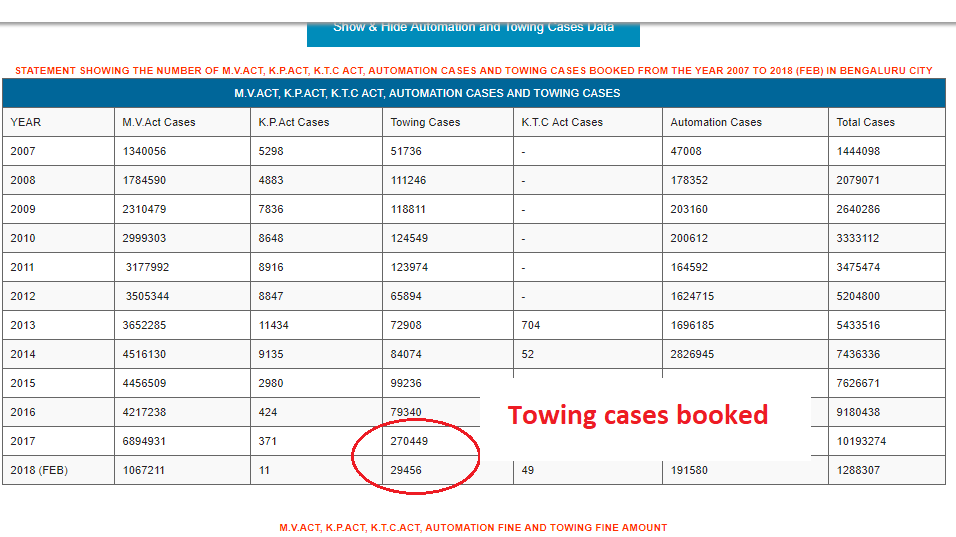 Show & Hide Automation and Towing Cases Data
STATEMENT SHOWING THE NUMBER OF M.V.ACT, K.P.ACT, K.T.C ACT, AUTOMATION CASES AND TOWING CASES BOOKED FROM THE YEAR 2007 TO 2018 (FEB) IN BENGALURU CITY
M.V.ACT, K.P.ACT, K.T.C ACT, AUTOMATION CASES AND TOWING CASES
YEAR M.V.Act Cases K.P.Act Cases Towing Cases K.T.C Act Cases Automation Cases Total Cases
2007 1340056 5298 51736 - 47008 1444098
2008 1784590 4883 111246 - 178352 2079071
2009 2310479 7836 118811 - 203160 2640286
2010 2999303 8648 124549 - 200612 3333112
2011 3177992 8916 123974 - 164592 3475474
2012 3505344 8847 65894 - 1624715 5204800
2013 3652285 11434 72908 704 1696185 5433516
2014 4516130 9135 84074 52 2826945 7436336
2015 4456509 2980 99236 7626671
2016 4217238 424 79340 9180438
Towing cases booked
2017 6894931 371 270449 10193274
2018 (FEB) 1067211 11 29456 49 191580 1288307
M.V.ACT, K.P.ACT, K.T.C.ACT, AUTOMATION FINE AND TOWING FINE AMOUNT